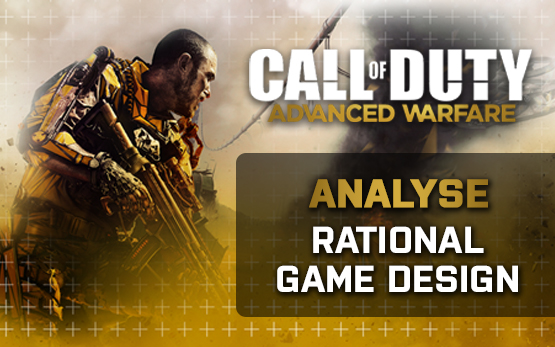 CALL OF DUTY
ADVANCED WARFARE
ANALYSE
RATIONAL
GAME DESIGN